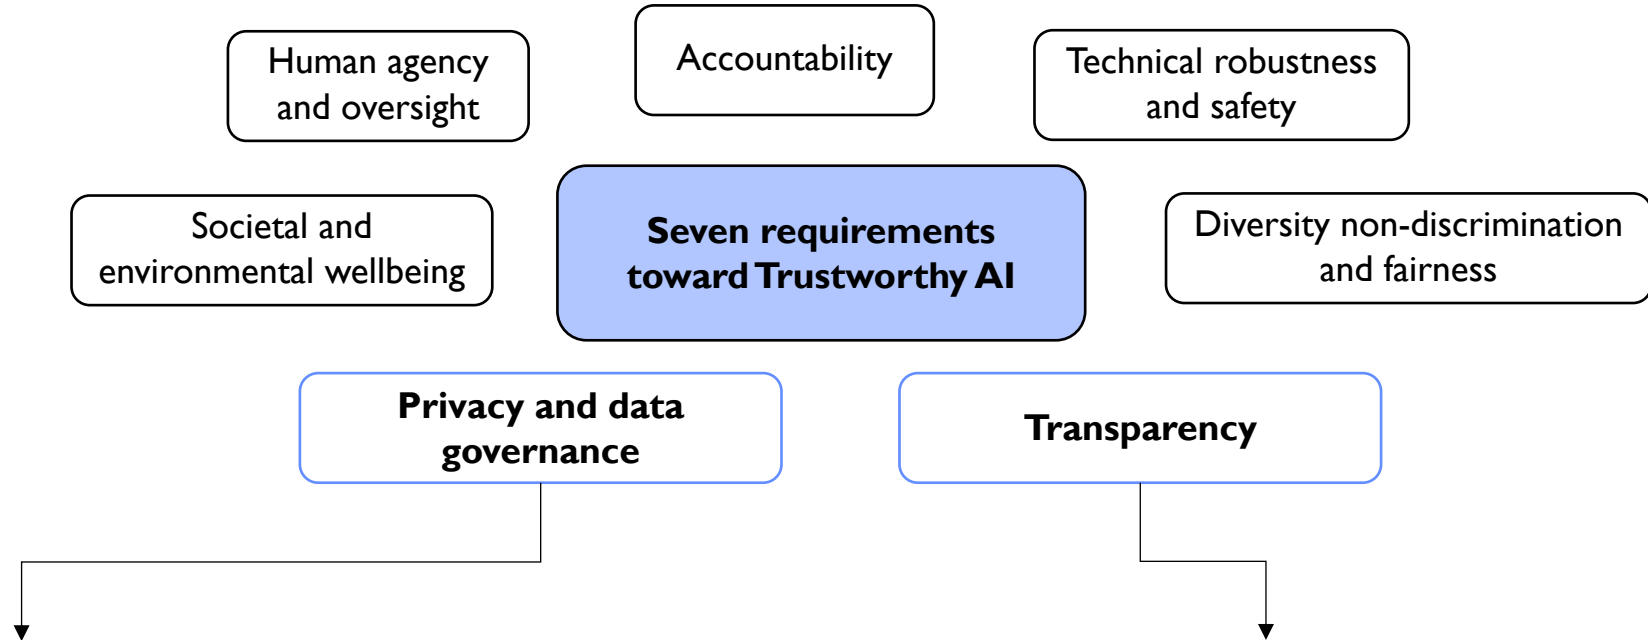 Accountability
Human agency
and oversight
Technical robustness
and safety
Societal and
environmental wellbeing
Seven requirements
toward Trustworthy AI
Diversity non-discrimination
and fairness
Privacy and data
governance
Transparency